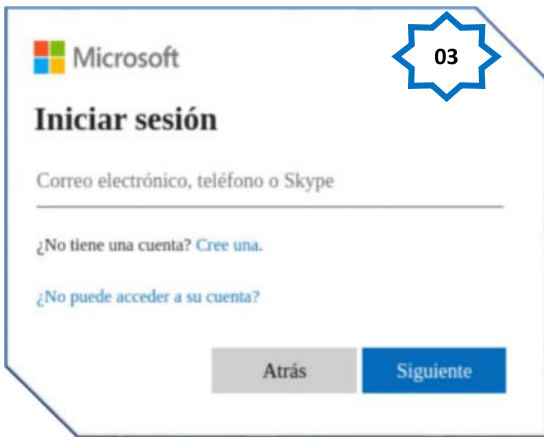 Microsoft
03
Iniciar sesión
Correo electrónico, teléfono o Skype
¿No tiene una cuenta? Cree una.
¿No puede acceder a su cuenta?
Atrás Siguiente